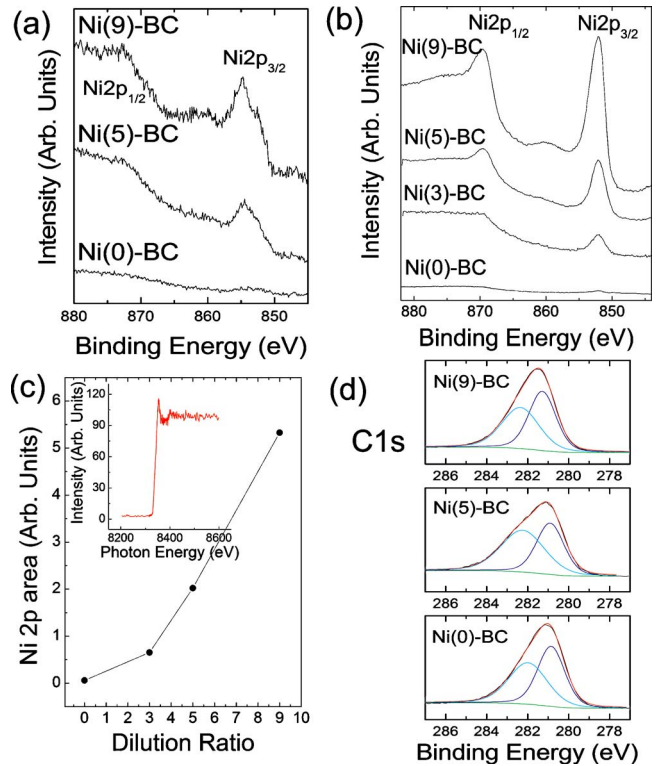 (a)
Ni(9)-BC
Ni2p3/2
Ni2p1/2
Ni(5)-BC
Ni(0)-BC
Intensity (Arb. Units)
880 870 860 850
Binding Energy (eV)
(b)
Ni2p1/2 Ni2p3/2
Ni(9)-BC
Ni(5)-BC
Ni(3)-BC
Ni(0)-BC
Intensity (Arb. Units)
880 870 860 850
Binding Energy (eV)
(c)
Ni 2p area (Arb. Units)
6
5
4
3
2
1
0
0 1 2 3 4 5 6 7 8 9 10
Dilution Ratio
Intensity (Arb. Units)
120
90
60
30
0
8200 8400 8600
Photon Energy (eV)
(d)
C1s
Ni(9)-BC
286 284 282 280 278
Ni(5)-BC
286 284 282 280 278
Ni(0)-BC
286 284 282 280 278
Binding Energy (eV)